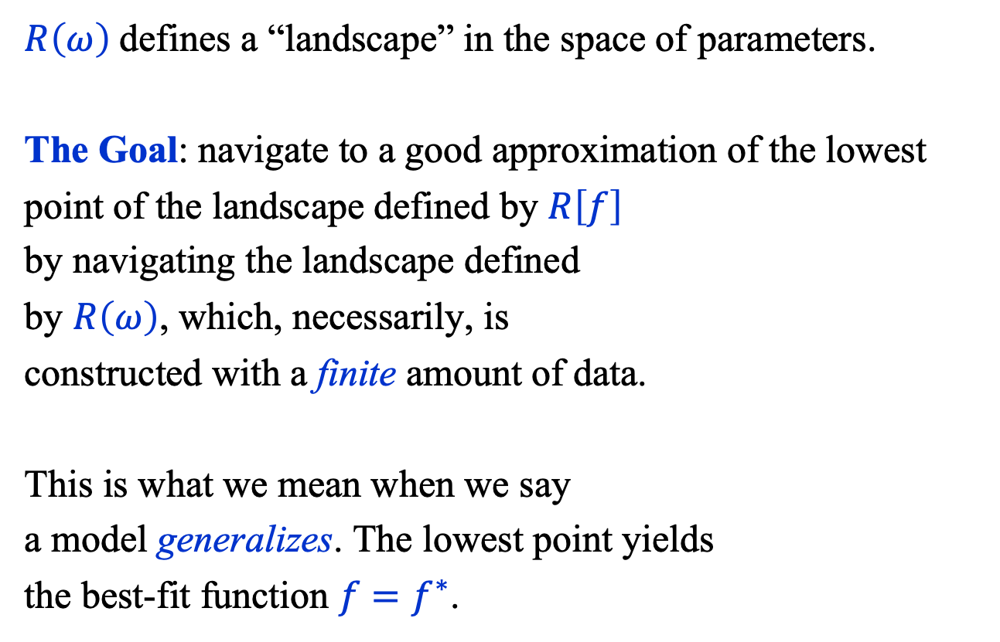 R(ω) defines a “landscape” in the space of parameters.
The Goal: navigate to a good approximation of the lowest
point of the landscape defined by R[f]
by navigating the landscape defined
by R(ω), which, necessarily, is
constructed with a finite amount of data.
This is what we mean when we say
a model generalizes. The lowest point yields
the best-fit function f = f*.